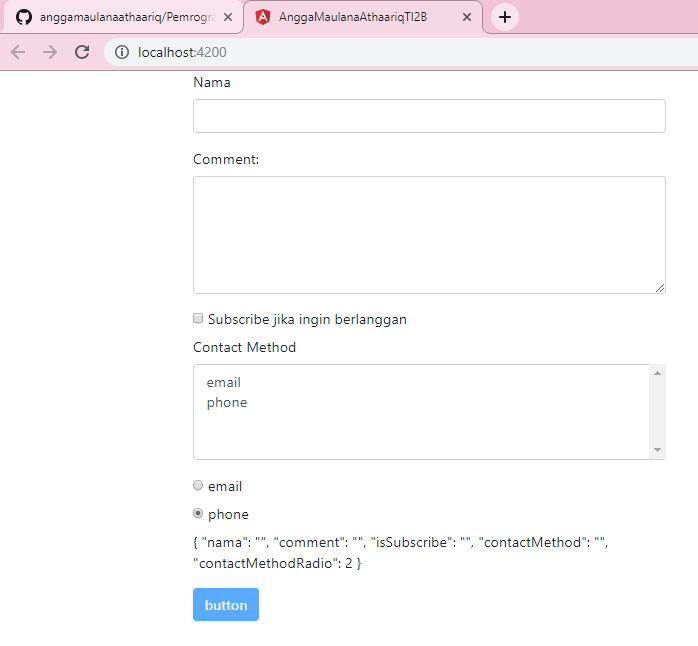 anggamaulanaathaariq/Pemrogra
AnggaMaulanaAthaariqTI2B
localhost:4200
Nama
Comment:
Subscribe jika ingin berlanggan
Contact Method
email
phone
email
phone
{ "nama": "", "comment": "", "isSubscribe": "", "contactMethod": "",
"contactMethodRadio": 2 }
button